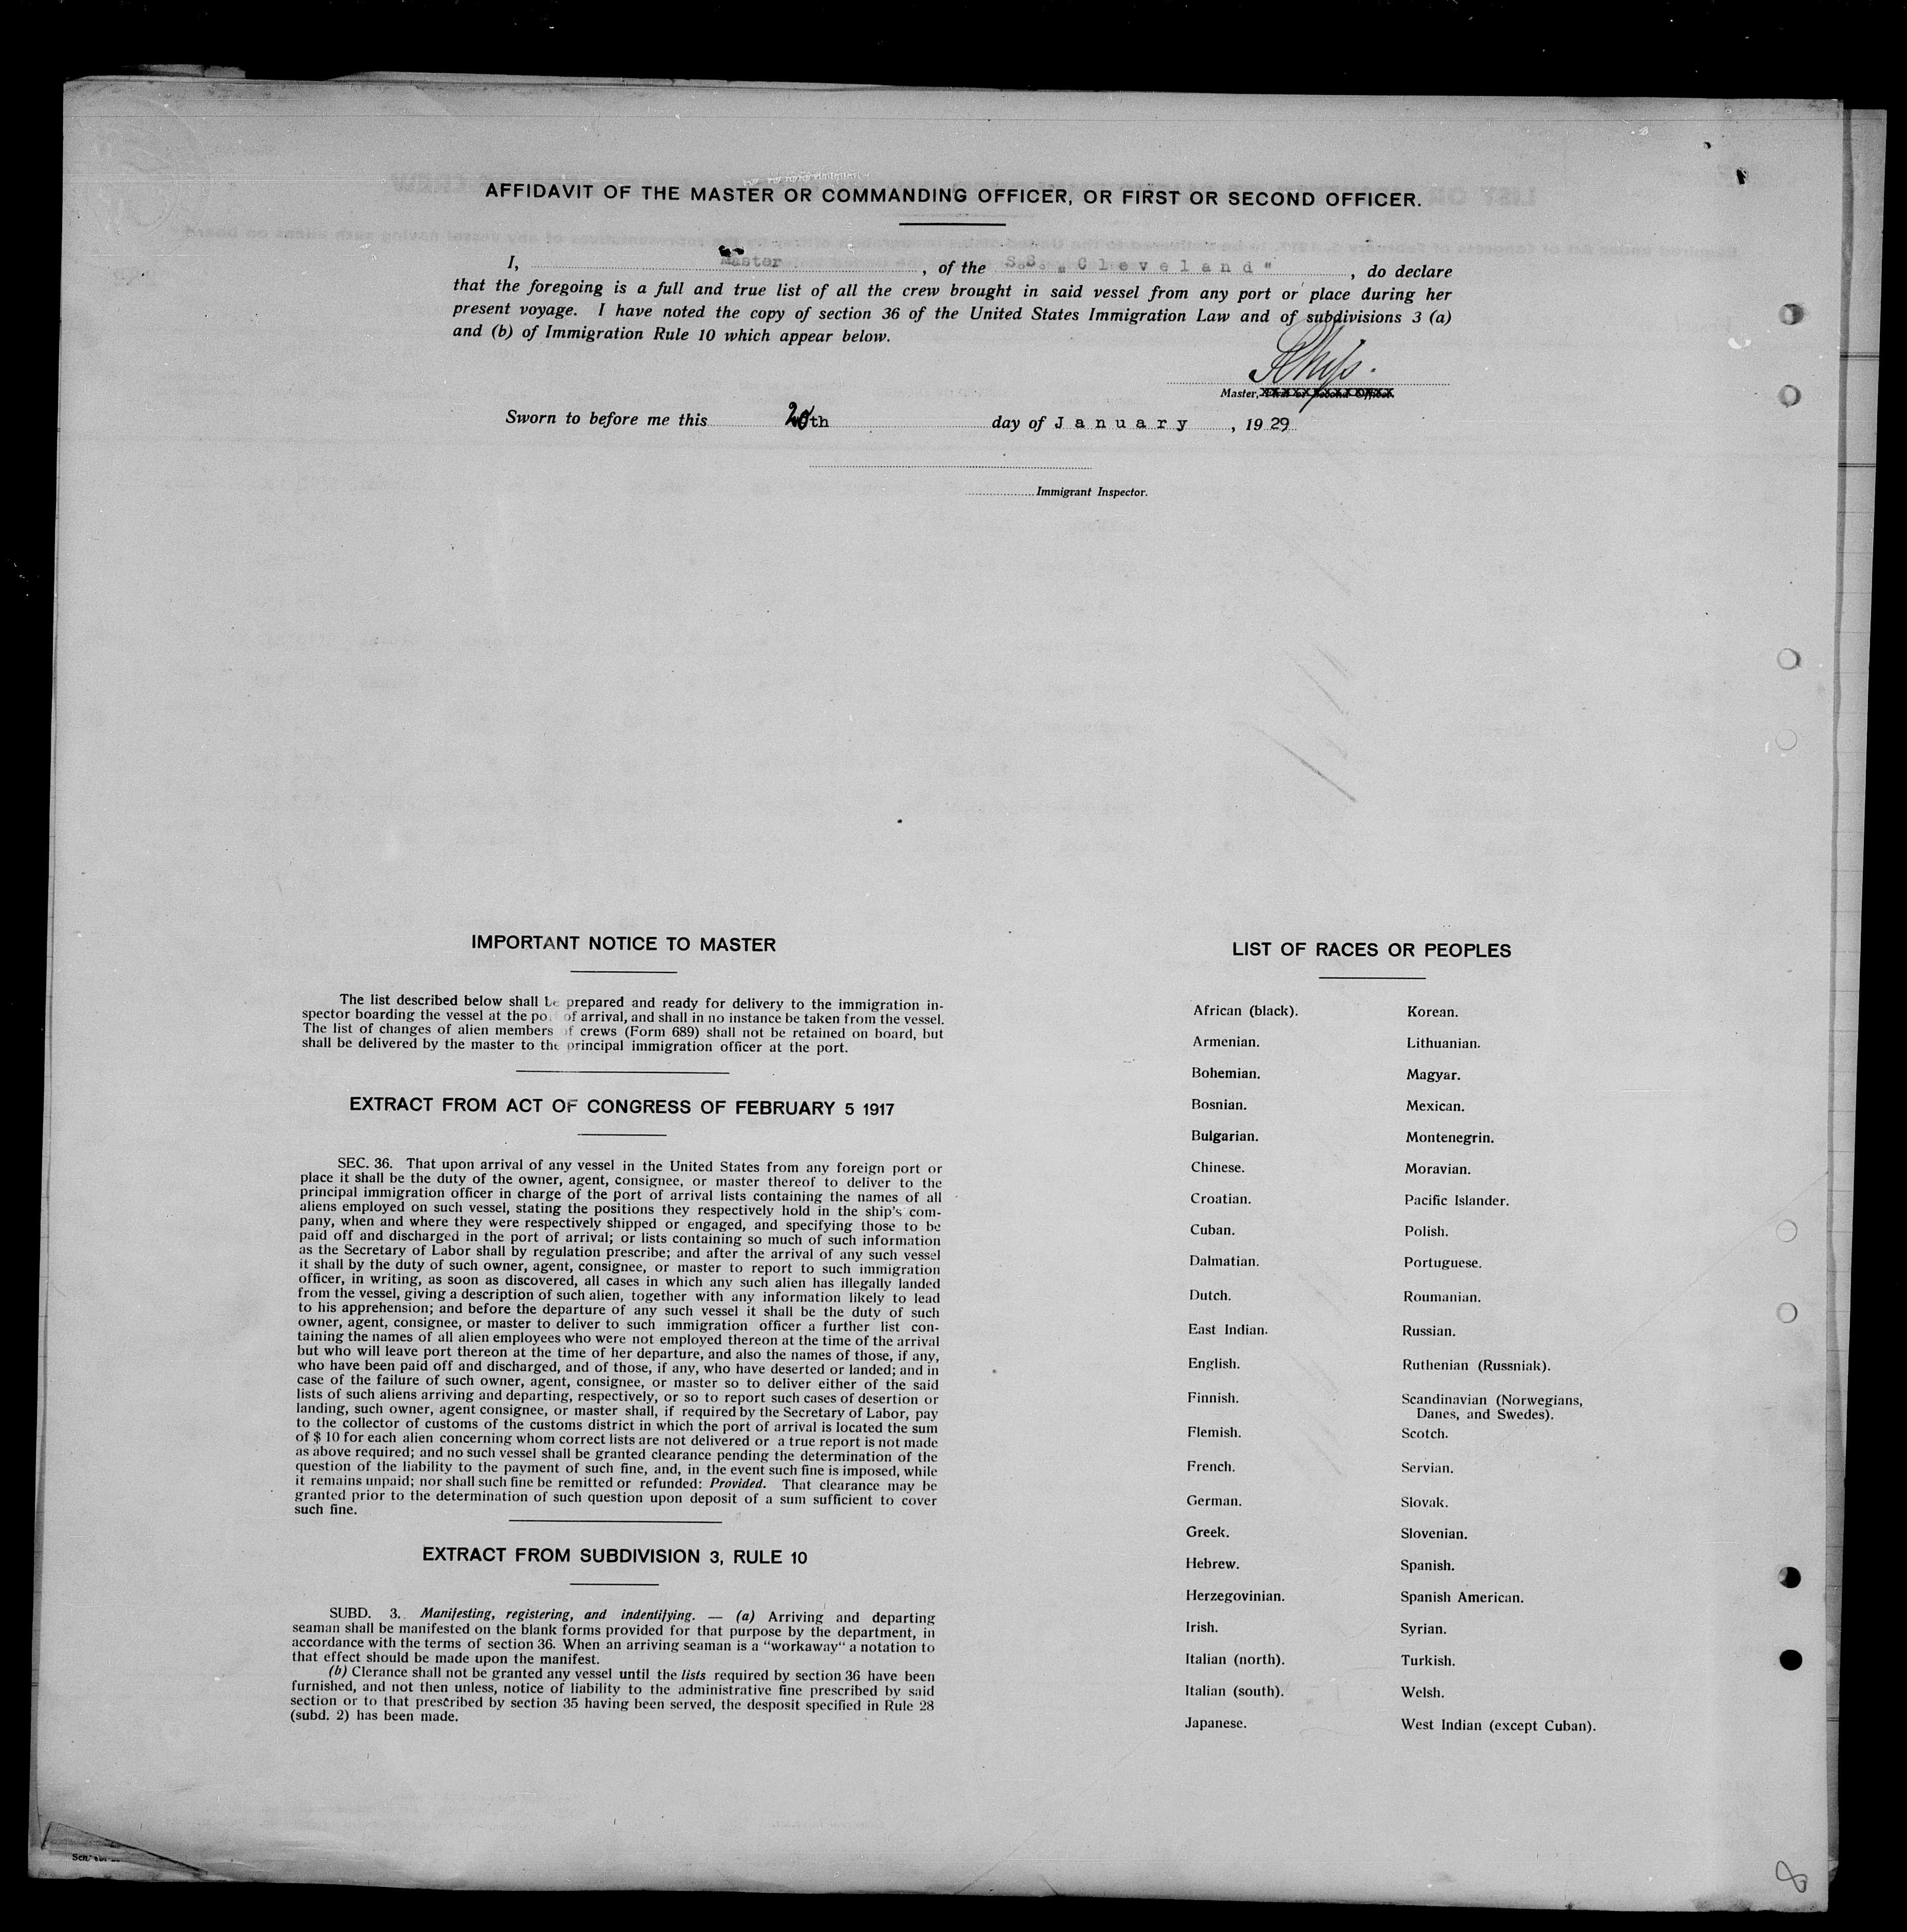 AFFIDAVIT OF THE MASTER OR COMMANDING OFFICER, OR FIRST OR SECOND OFFICER.
I, Master, of the S.S. „Cleveland", do declare
that the foregoing is a full and true list of all the crew brought in said vessel from any port or place during her
present voyage. I have noted the copy of section 36 of the United States Immigration Law and of subdivisions 3 (a)
and (b) of Immigration Rule 10 which appear below.
Master, First or Second Officer.
Sworn to before me this 20th day of January, 1929
Immigrant Inspector.
IMPORTANT NOTICE TO MASTER
The list described below shall be prepared and ready for delivery to the immigration in-
spector boarding the vessel at the port of arrival, and shall in no instance be taken from the vessel.
The list of changes of alien members of crews (Form 689) shall not be retained on board, but
shall be delivered by the master to the principal immigration officer at the port.
EXTRACT FROM ACT OF CONGRESS OF FEBRUARY 5 1917
SEC. 36. That upon arrival of any vessel in the United States from any foreign port or
place it shall be the duty of the owner, agent, consignee, or master thereof to deliver to the
principal immigration officer in charge of the port of arrival lists containing the names of all
aliens employed on such vessel, stating the positions they respectively hold in the ship's com-
pany, when and where they were respectively shipped or engaged, and specifying those to be
paid off and discharged in the port of arrival; or lists containing so much of such information
as the Secretary of Labor shall by regulation prescribe; and after the arrival of any such vessel
it shall by the duty of such owner, agent, consignee, or master to report to such immigration
officer, in writing, as soon as discovered, all cases in which any such alien has illegally landed
from the vessel, giving a description of such alien, together with any information likely to lead
to his apprehension; and before the departure of any such vessel it shall be the duty of such
owner, agent, consignee, or master to deliver to such immigration officer a further list con-
taining the names of all alien employees who were not employed thereon at the time of the arrival
but who will leave port thereon at the time of her departure, and also the names of those, if any,
who have been paid off and discharged, and of those, if any, who have deserted or landed; and in
case of the failure of such owner, agent, consignee, or master so to deliver either of the said
lists of such aliens arriving and departing, respectively, or so to report such cases of desertion or
landing, such owner, agent consignee, or master shall, if required by the Secretary of Labor, pay
to the collector of customs of the customs district in which the port of arrival is located the sum
of $ 10 for each alien concerning whom correct lists are not delivered or a true report is not made
as above required; and no such vessel shall be granted clearance pending the determination of the
question of the liability to the payment of such fine, and, in the event such fine is imposed, while
it remains unpaid; nor shall such fine be remitted or refunded: Provided. That clearance may be
granted prior to the determination of such question upon deposit of a sum sufficient to cover
such fine.
EXTRACT FROM SUBDIVISION 3, RULE 10
SUBD. 3. Manifesting, registering, and indentifying. — (a) Arriving and departing
seaman shall be manifested on the blank forms provided for that purpose by the department, in
accordance with the terms of section 36. When an arriving seaman is a "workaway" a notation to
that effect should be made upon the manifest.
(b) Clerance shall not be granted any vessel until the lists required by section 36 have been
furnished, and not then unless, notice of liability to the administrative fine prescribed by said
section or to that prescribed by section 35 having been served, the desposit specified in Rule 28
(subd. 2) has been made.
LIST OF RACES OR PEOPLES
African (black). Korean.
Armenian. Lithuanian.
Bohemian. Magyar.
Bosnian. Mexican.
Bulgarian. Montenegrin.
Chinese. Moravian.
Croatian. Pacific Islander.
Cuban. Polish.
Dalmatian. Portuguese.
Dutch. Roumanian.
East Indian. Russian.
English. Ruthenian (Russniak).
Finnish. Scandinavian (Norwegians,
Danes, and Swedes).
Flemish. Scotch.
French. Servian.
German. Slovak.
Greek. Slovenian.
Hebrew. Spanish.
Herzegovinian. Spanish American.
Irish. Syrian.
Italian (north). Turkish.
Italian (south). Welsh.
Japanese. West Indian (except Cuban).
8